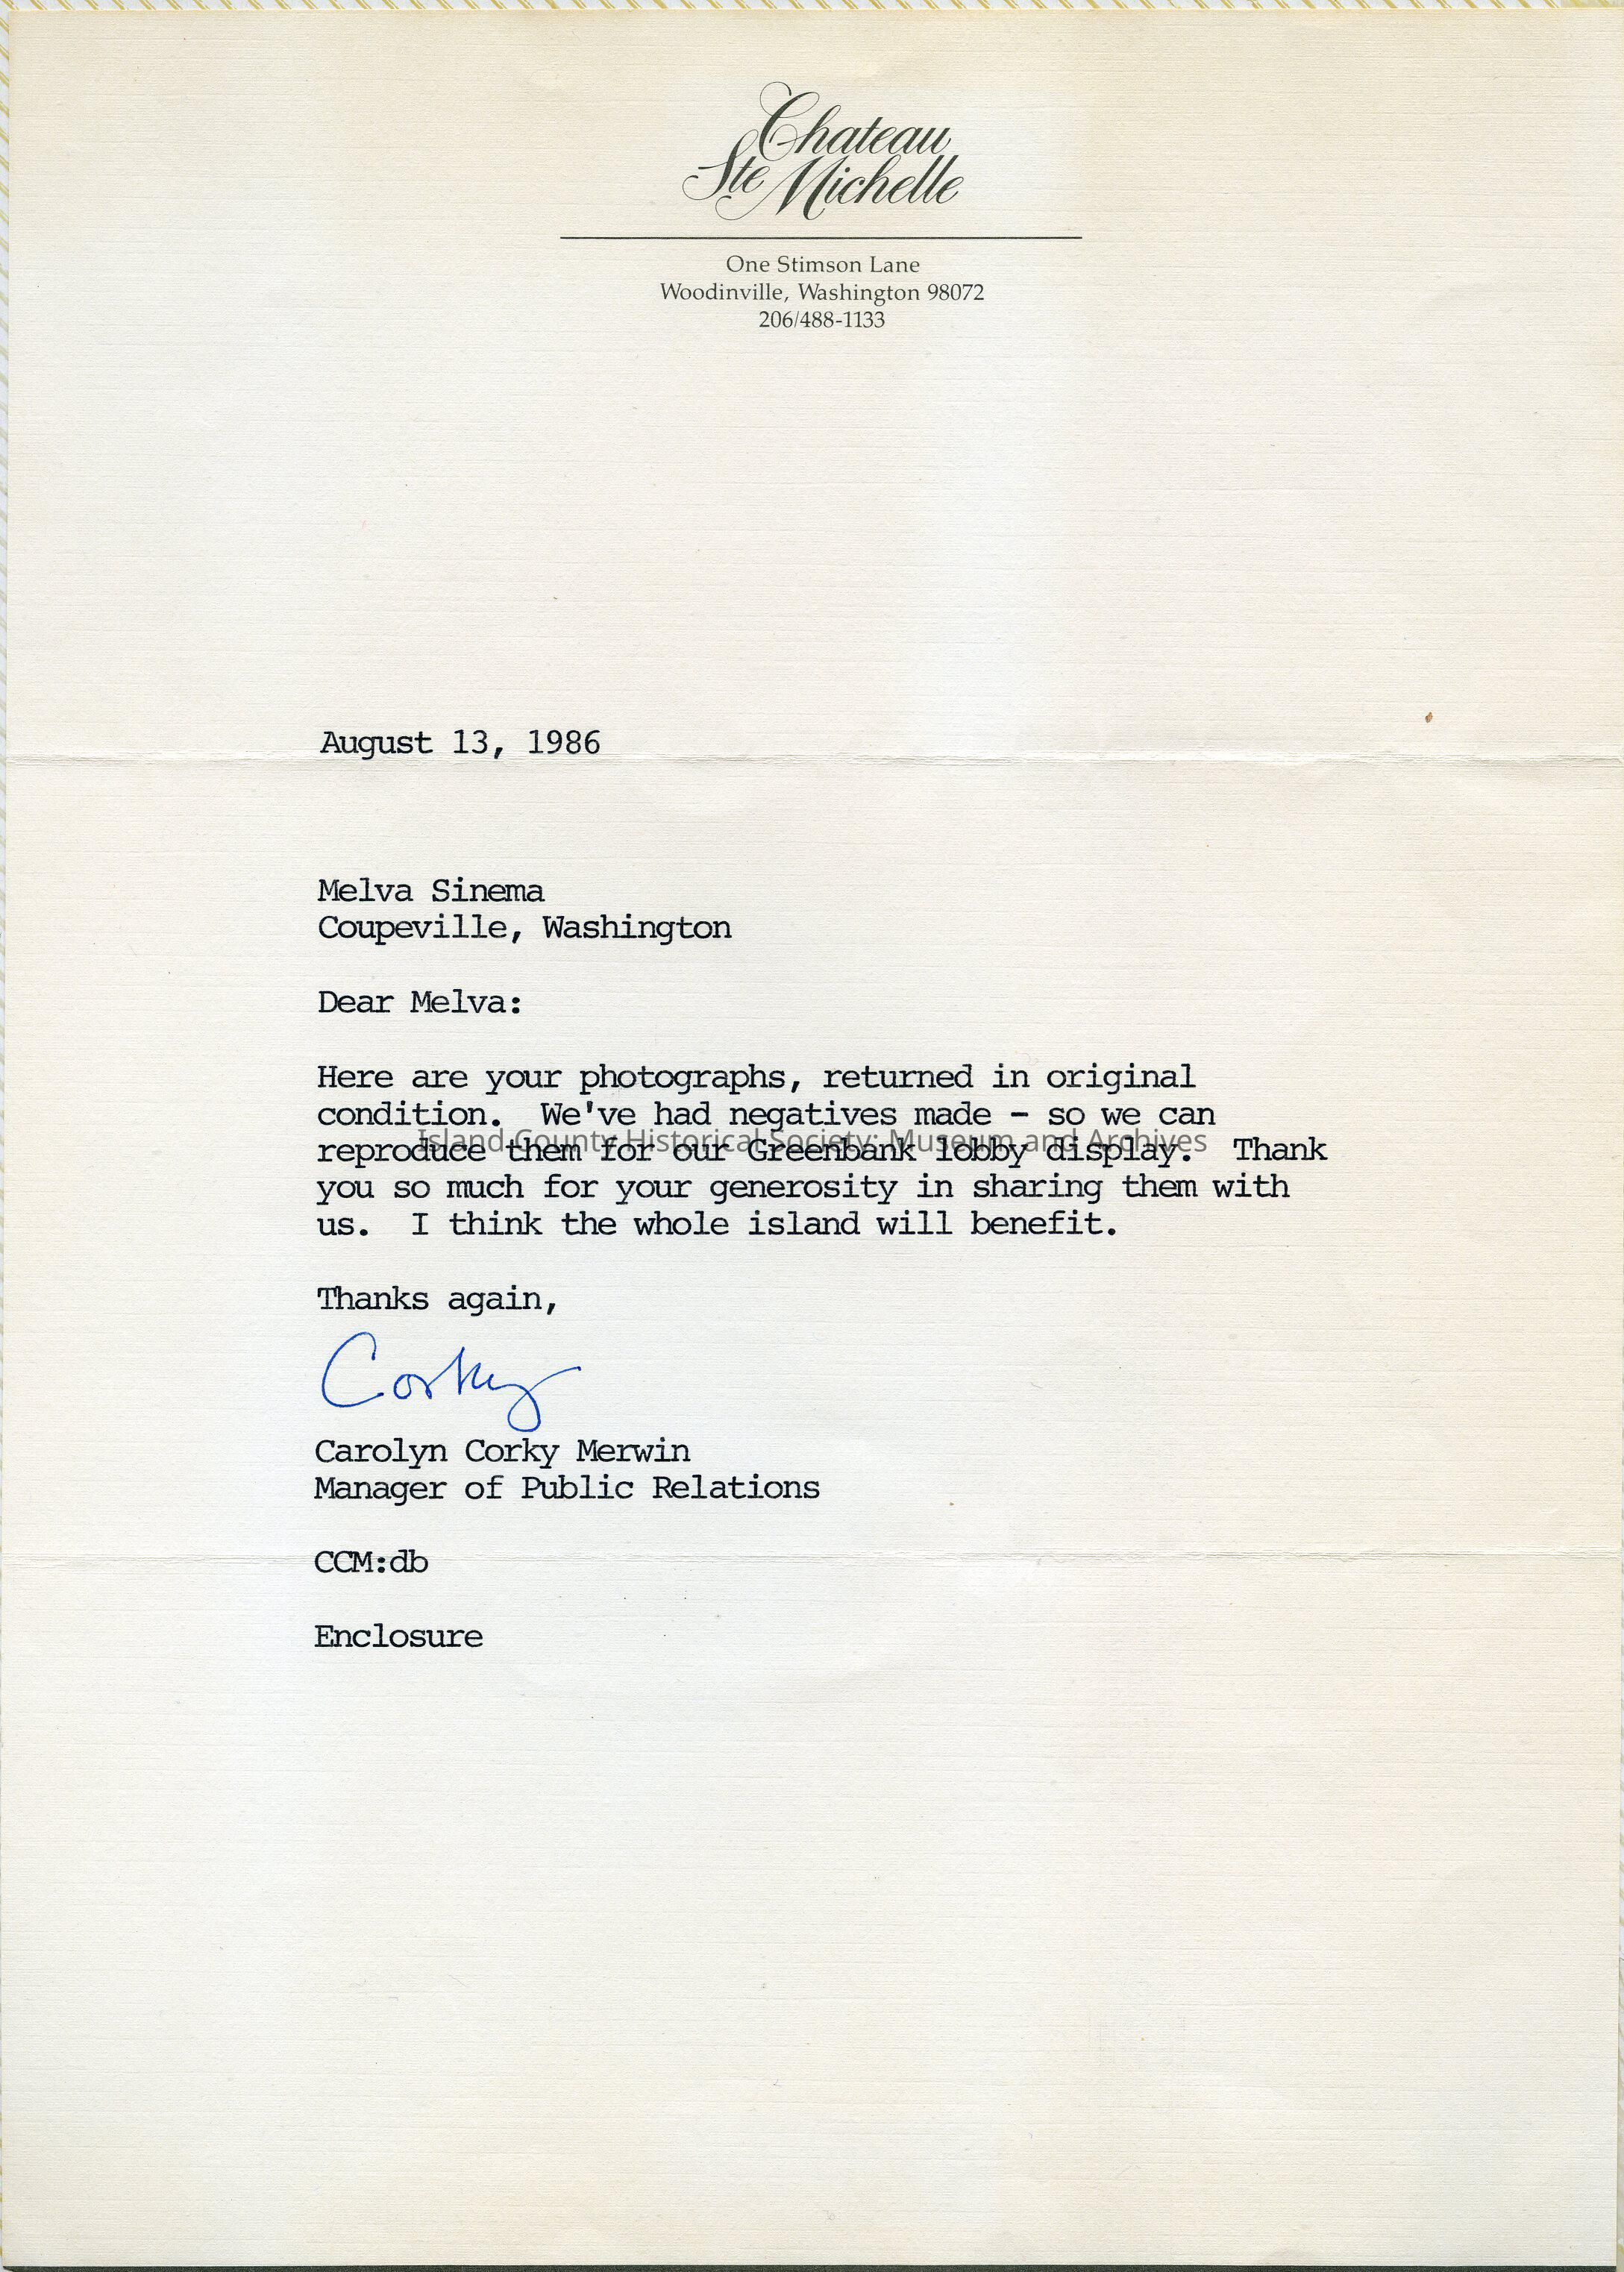 Chateau
Ste Michelle
One Stimson Lane
Woodinville, Washington 98072
206/488-1133
August 13, 1986
Melva Sinema
Coupeville, Washington
Dear Melva:
Here are your photographs, returned in original
condition.  We've had negatives made - so we can
reproduce them for our Greenbank lobby display.  Thank
Island County Historical Society: Museum and Archives
you so much for your generosity in sharing them with
us.  I think the whole island will benefit.
Thanks again,
Corky
Carolyn Corky Merwin
Manager of Public Relations
CCM:db
Enclosure